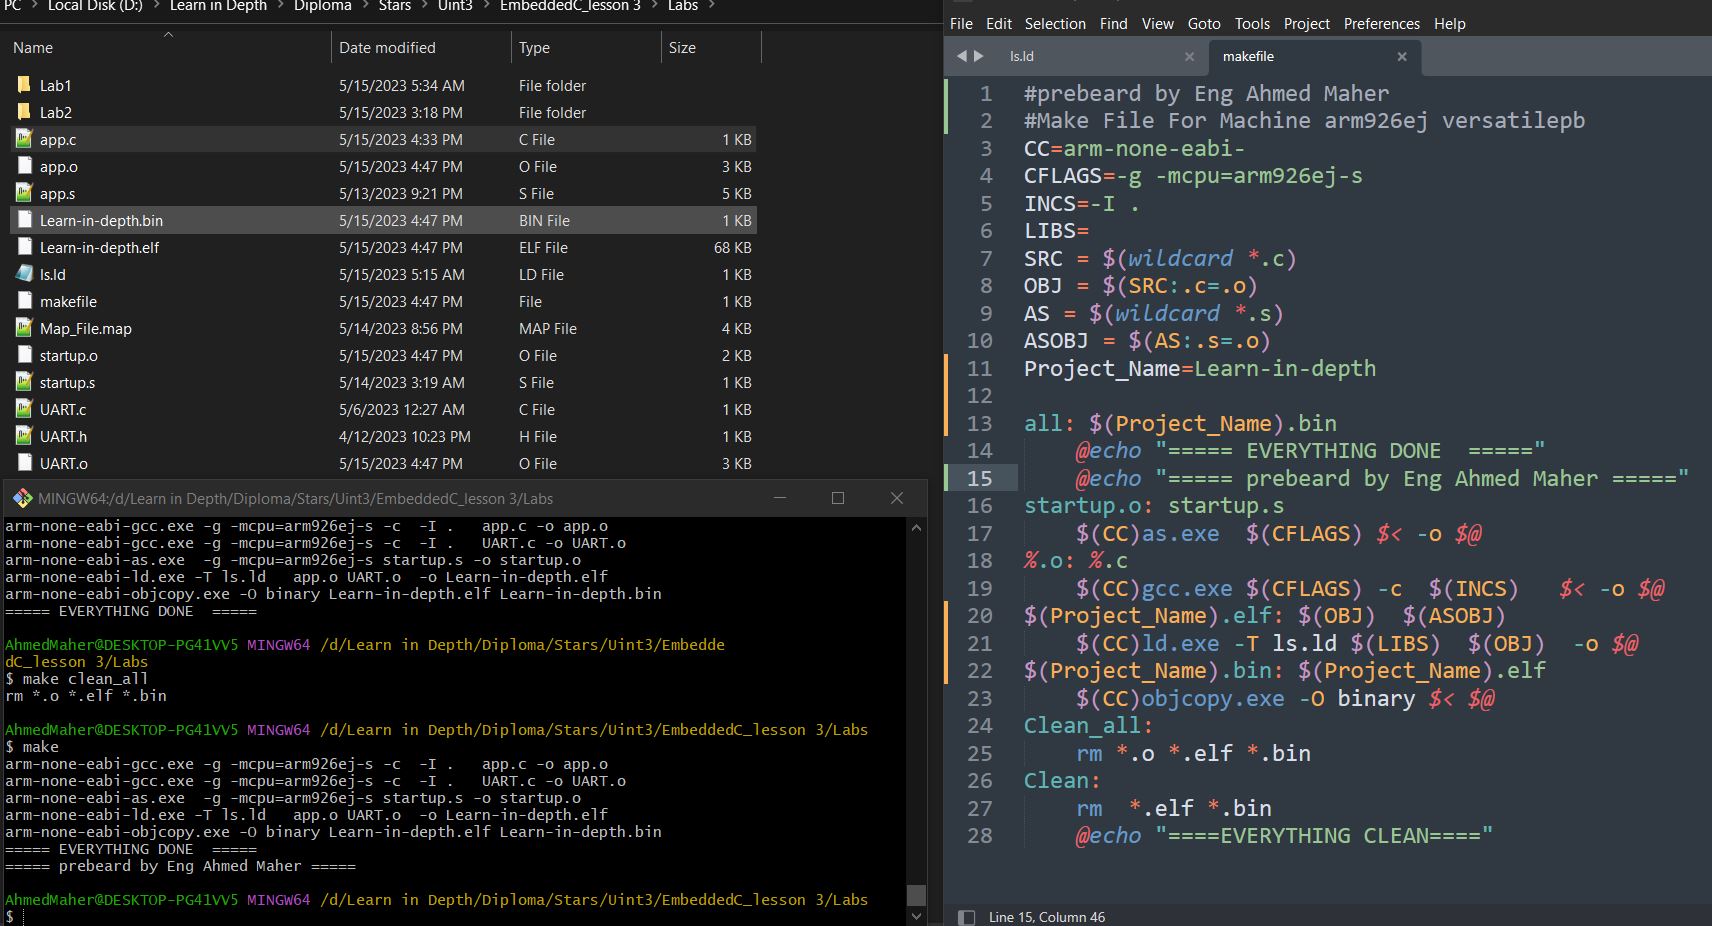 PC > Local Disk (D:) > Learn in Depth > Diploma > Stars > Uint3 > EmbeddedC_lesson 3 > Labs >
Name Date modified Type Size
Lab1 5/15/2023 5:34 AM File folder
Lab2 5/15/2023 3:18 PM File folder
app.c 5/15/2023 4:33 PM C File 1 KB
app.o 5/15/2023 4:47 PM O File 3 KB
app.s 5/13/2023 9:21 PM S File 5 KB
Learn-in-depth.bin 5/15/2023 4:47 PM BIN File 1 KB
Learn-in-depth.elf 5/15/2023 4:47 PM ELF File 68 KB
ls.ld 5/15/2023 5:15 AM LD File 1 KB
makefile 5/15/2023 4:47 PM File 1 KB
Map_File.map 5/14/2023 8:56 PM MAP File 4 KB
startup.o 5/15/2023 4:47 PM O File 2 KB
startup.s 5/14/2023 3:19 AM S File 1 KB
UART.c 5/6/2023 12:27 AM C File 1 KB
UART.h 4/12/2023 10:23 PM H File 1 KB
UART.o 5/15/2023 4:47 PM O File 3 KB
MINGW64:/d/Learn in Depth/Diploma/Stars/Uint3/EmbeddedC_lesson 3/Labs
arm-none-eabi-gcc.exe -g -mcpu=arm926ej-s -c  -I .   app.c -o app.o
arm-none-eabi-gcc.exe -g -mcpu=arm926ej-s -c  -I .   UART.c -o UART.o
arm-none-eabi-as.exe  -g -mcpu=arm926ej-s startup.s -o startup.o
arm-none-eabi-ld.exe -T ls.ld   app.o UART.o  -o Learn-in-depth.elf
arm-none-eabi-objcopy.exe -O binary Learn-in-depth.elf Learn-in-depth.bin
===== EVERYTHING DONE  =====
AhmedMaher@DESKTOP-PG41VV5 MINGW64 /d/Learn in Depth/Diploma/Stars/Uint3/Embedde
dC_lesson 3/Labs
$ make clean_all
rm *.o *.elf *.bin
AhmedMaher@DESKTOP-PG41VV5 MINGW64 /d/Learn in Depth/Diploma/Stars/Uint3/EmbeddedC_lesson 3/Labs
$ make
arm-none-eabi-gcc.exe -g -mcpu=arm926ej-s -c  -I .   app.c -o app.o
arm-none-eabi-gcc.exe -g -mcpu=arm926ej-s -c  -I .   UART.c -o UART.o
arm-none-eabi-as.exe  -g -mcpu=arm926ej-s startup.s -o startup.o
arm-none-eabi-ld.exe -T ls.ld   app.o UART.o  -o Learn-in-depth.elf
arm-none-eabi-objcopy.exe -O binary Learn-in-depth.elf Learn-in-depth.bin
===== EVERYTHING DONE  =====
===== prebeard by Eng Ahmed Maher =====
AhmedMaher@DESKTOP-PG41VV5 MINGW64 /d/Learn in Depth/Diploma/Stars/Uint3/EmbeddedC_lesson 3/Labs
$
File Edit Selection Find View Goto Tools Project Preferences Help
ls.ld makefile
1 #prebeard by Eng Ahmed Maher
2 #Make File For Machine arm926ej versatilepb
3 CC=arm-none-eabi-
4 CFLAGS=-g -mcpu=arm926ej-s
5 INCS=-I .
6 LIBS=
7 SRC = $(wildcard *.c)
8 OBJ = $(SRC:.c=.o)
9 AS = $(wildcard *.s)
10 ASOBJ = $(AS:.s=.o)
11 Project_Name=Learn-in-depth
12
13 all: $(Project_Name).bin
14 @echo "===== EVERYTHING DONE  ====="
15 @echo "===== prebeard by Eng Ahmed Maher ====="
16 startup.o: startup.s
17 $(CC)as.exe  $(CFLAGS) $< -o $@
18 %.o: %.c
19 $(CC)gcc.exe $(CFLAGS) -c  $(INCS)   $< -o $@
20 $(Project_Name).elf: $(OBJ)  $(ASOBJ)
21 $(CC)ld.exe -T ls.ld $(LIBS)  $(OBJ)  -o $@
22 $(Project_Name).bin: $(Project_Name).elf
23 $(CC)objcopy.exe -O binary $< $@
24 Clean_all:
25 rm *.o *.elf *.bin
26 Clean:
27 rm  *.elf *.bin
28 @echo "====EVERYTHING CLEAN===="
Line 15, Column 46